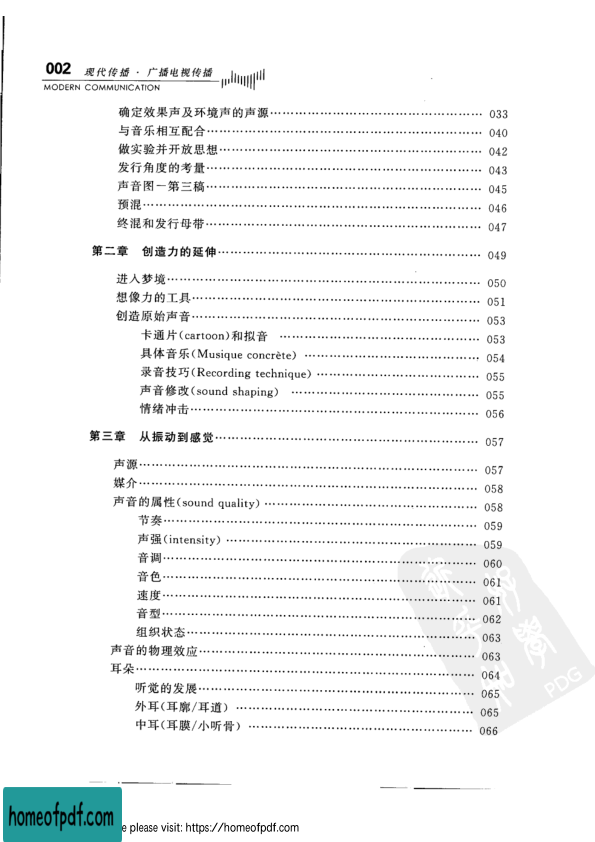 002 现代传播·广播电视传播
MODERN COMMUNICATION
确定效果声及环境声的声源 033
与音乐相互配合 040
做实验并开放思想 042
发行角度的考量 043
声音图—第三稿 045
预混 046
终混和发行母带 047
第二章 创造力的延伸 049
进入梦境 050
想像力的工具 051
创造原始声音 053
卡通片(cartoon)和拟音 053
具体音乐(Musique concrète) 054
录音技巧(Recording technique) 055
声音修改(sound shaping) 055
情绪冲击 056
第三章 从振动到感觉 057
声源 057
媒介 058
声音的属性(sound quality) 058
节奏 059
声强(intensity) 059
音调 060
音色 061
速度 061
音型 062
组织状态 063
声音的物理效应 063
耳朵 064
听觉的发展 065
外耳(耳廓/耳道) 065
中耳(耳膜/小听骨) 066
PDG
homeofpdf.com
e please visit: https://homeofpdf.com